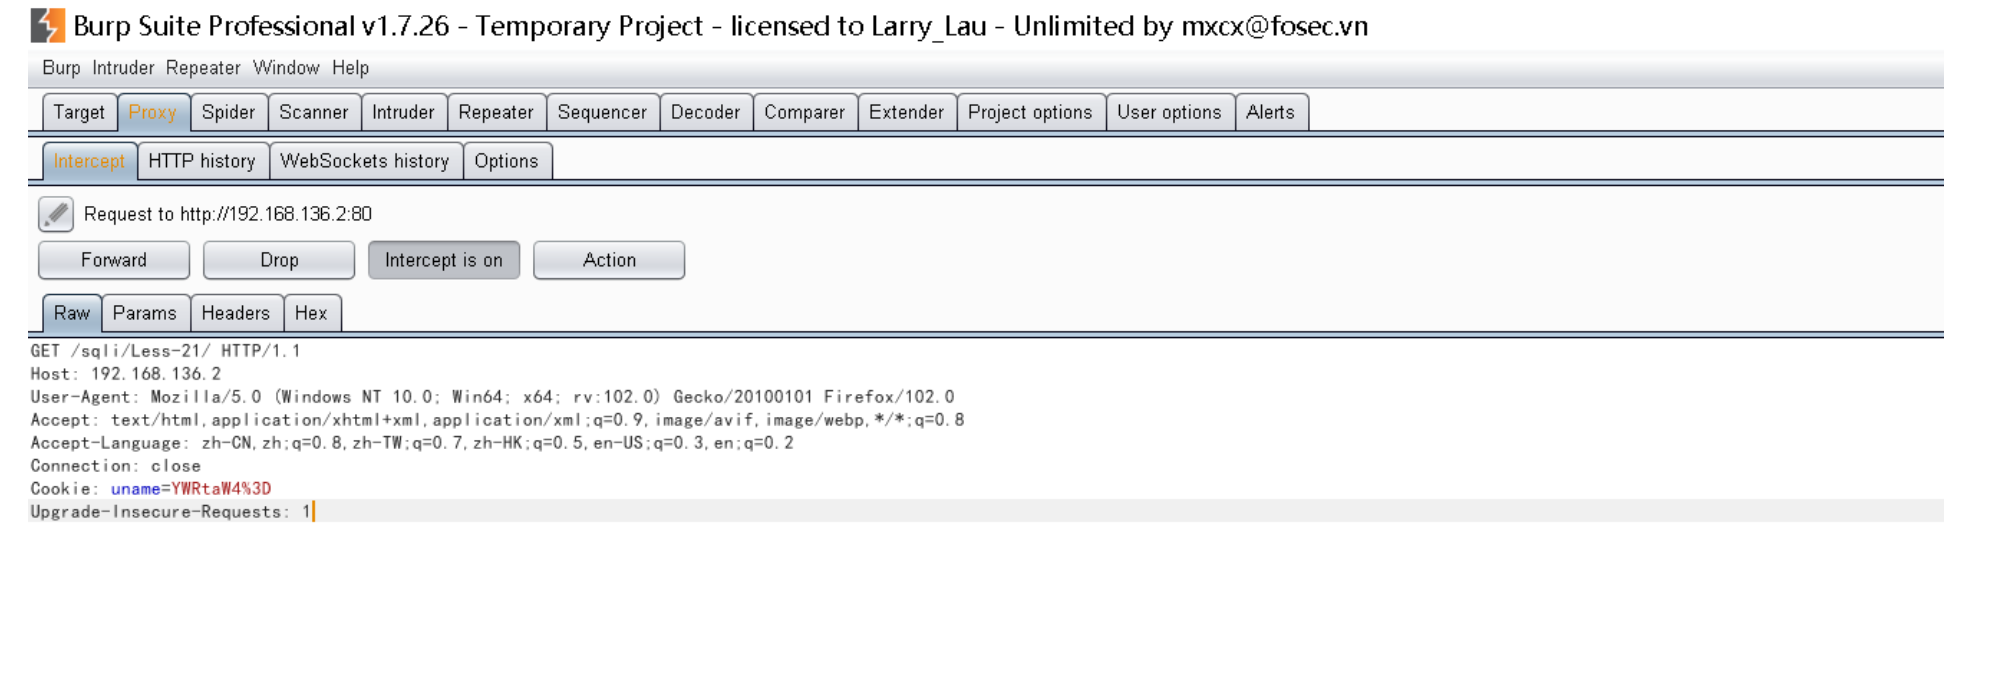 Burp Suite Professional v1.7.26 - Temporary Project - licensed to Larry_Lau - Unlimited by mxcx@fosec.vn
Burp Intruder Repeater Window Help
Target Proxy Spider Scanner Intruder Repeater Sequencer Decoder Comparer Extender Project options User options Alerts
Intercept HTTP history WebSockets history Options
Request to http://192.168.136.2:80
Forward Drop Intercept is on Action
Raw Params Headers Hex
GET /sqli/Less-21/ HTTP/1.1
Host: 192.168.136.2
User-Agent: Mozilla/5.0 (Windows NT 10.0; Win64; x64; rv:102.0) Gecko/20100101 Firefox/102.0
Accept: text/html,application/xhtml+xml,application/xml;q=0.9,image/avif,image/webp,*/*;q=0.8
Accept-Language: zh-CN,zh;q=0.8,zh-TW;q=0.7,zh-HK;q=0.5,en-US;q=0.3,en;q=0.2
Connection: close
Cookie: uname=YWRtaW4%3D
Upgrade-Insecure-Requests: 1